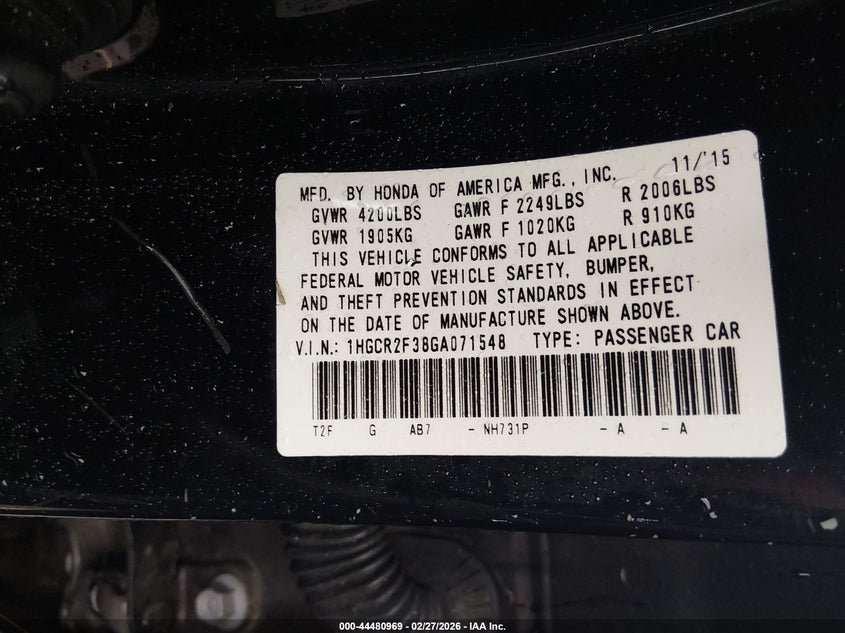 MFD. BY HONDA OF AMERICA MFG., INC. 11/'15
GVWR 4200LBS GAWR F 2249LBS R 2006LBS
GVWR 1905KG GAWR F 1020KG R 910KG
THIS VEHICLE CONFORMS TO ALL APPLICABLE
FEDERAL MOTOR VEHICLE SAFETY, BUMPER,
AND THEFT PREVENTION STANDARDS IN EFFECT
ON THE DATE OF MANUFACTURE SHOWN ABOVE.
V.I.N.: 1HGCR2F38GA071548 TYPE: PASSENGER CAR
T2F G AB7 - NH731P - A - A
000-44480969 - 02/27/2026 - IAA Inc.